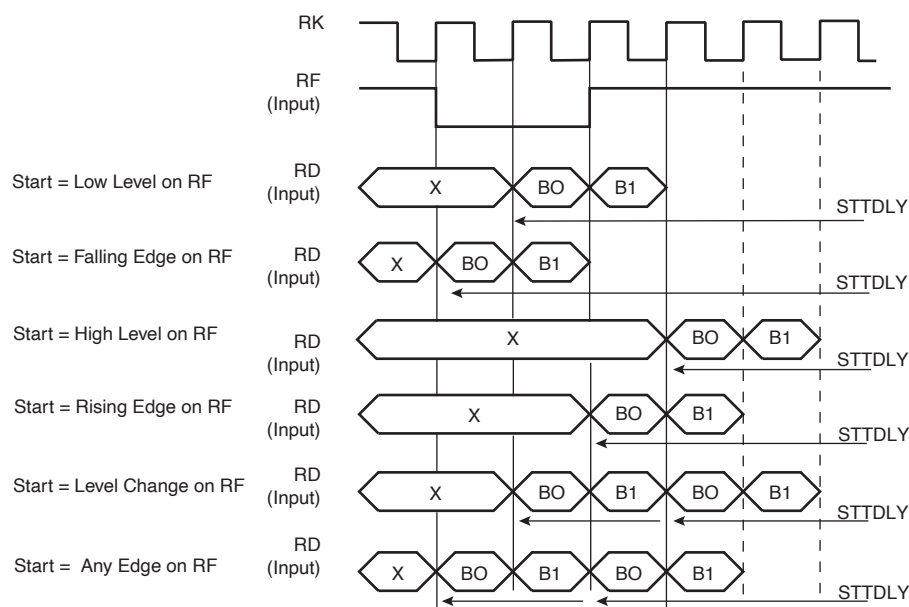 RK
RF
(Input)
Start = Low Level on RF
RD
(Input)
X
BO
B1
STTDLY
Start = Falling Edge on RF
RD
(Input)
X
BO
B1
STTDLY
Start = High Level on RF
RD
(Input)
X
BO
B1
STTDLY
Start = Rising Edge on RF
RD
(Input)
X
BO
B1
STTDLY
Start = Level Change on RF
RD
(Input)
X
BO
B1
BO
B1
STTDLY
Start = Any Edge on RF
RD
(Input)
X
BO
B1
BO
B1
STTDLY